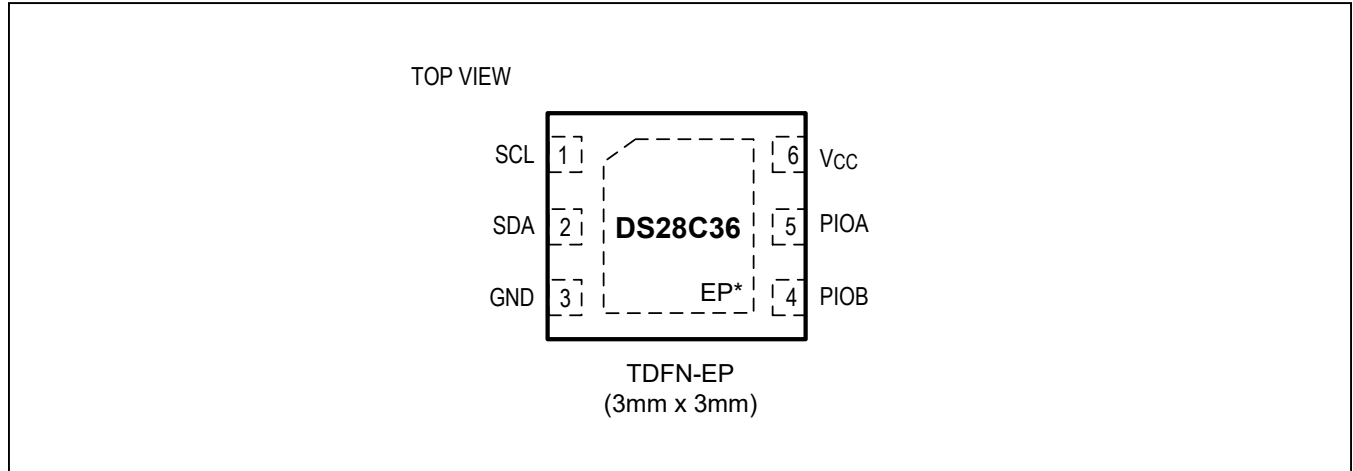 TOP VIEW
SCL 1 6 VCC
SDA 2 DS28C36 5 PIOA
GND 3 EP* 4 PIOB
TDFN-EP
(3mm x 3mm)